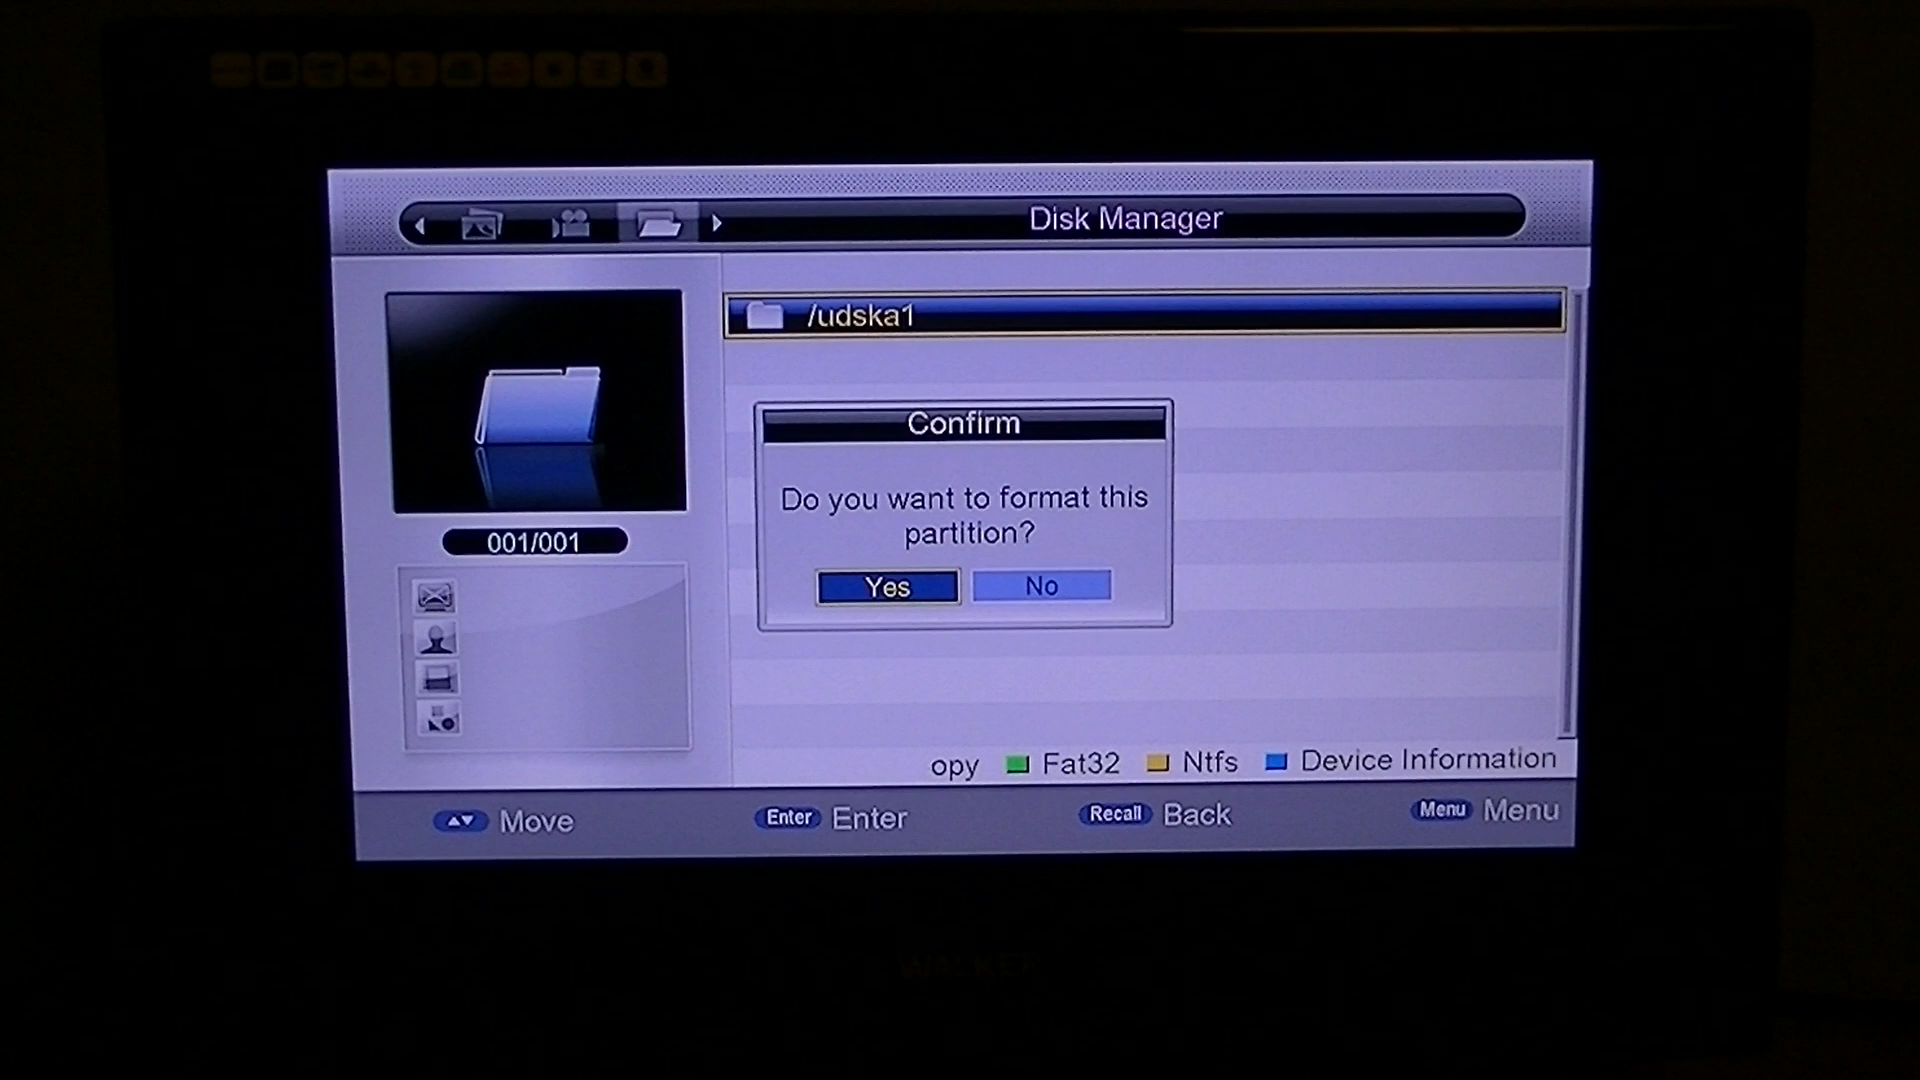 Disk Manager
/udska1
Confirm
Do you want to format this
partition?
Yes No
001/001
opy Fat32 Ntfs Device Information
Move Enter Enter Recall Back Menu Menu
WALKER